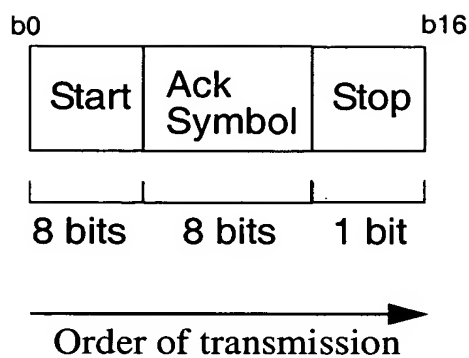 b0 b16
Start Ack Symbol Stop
8 bits 8 bits 1 bit
Order of transmission